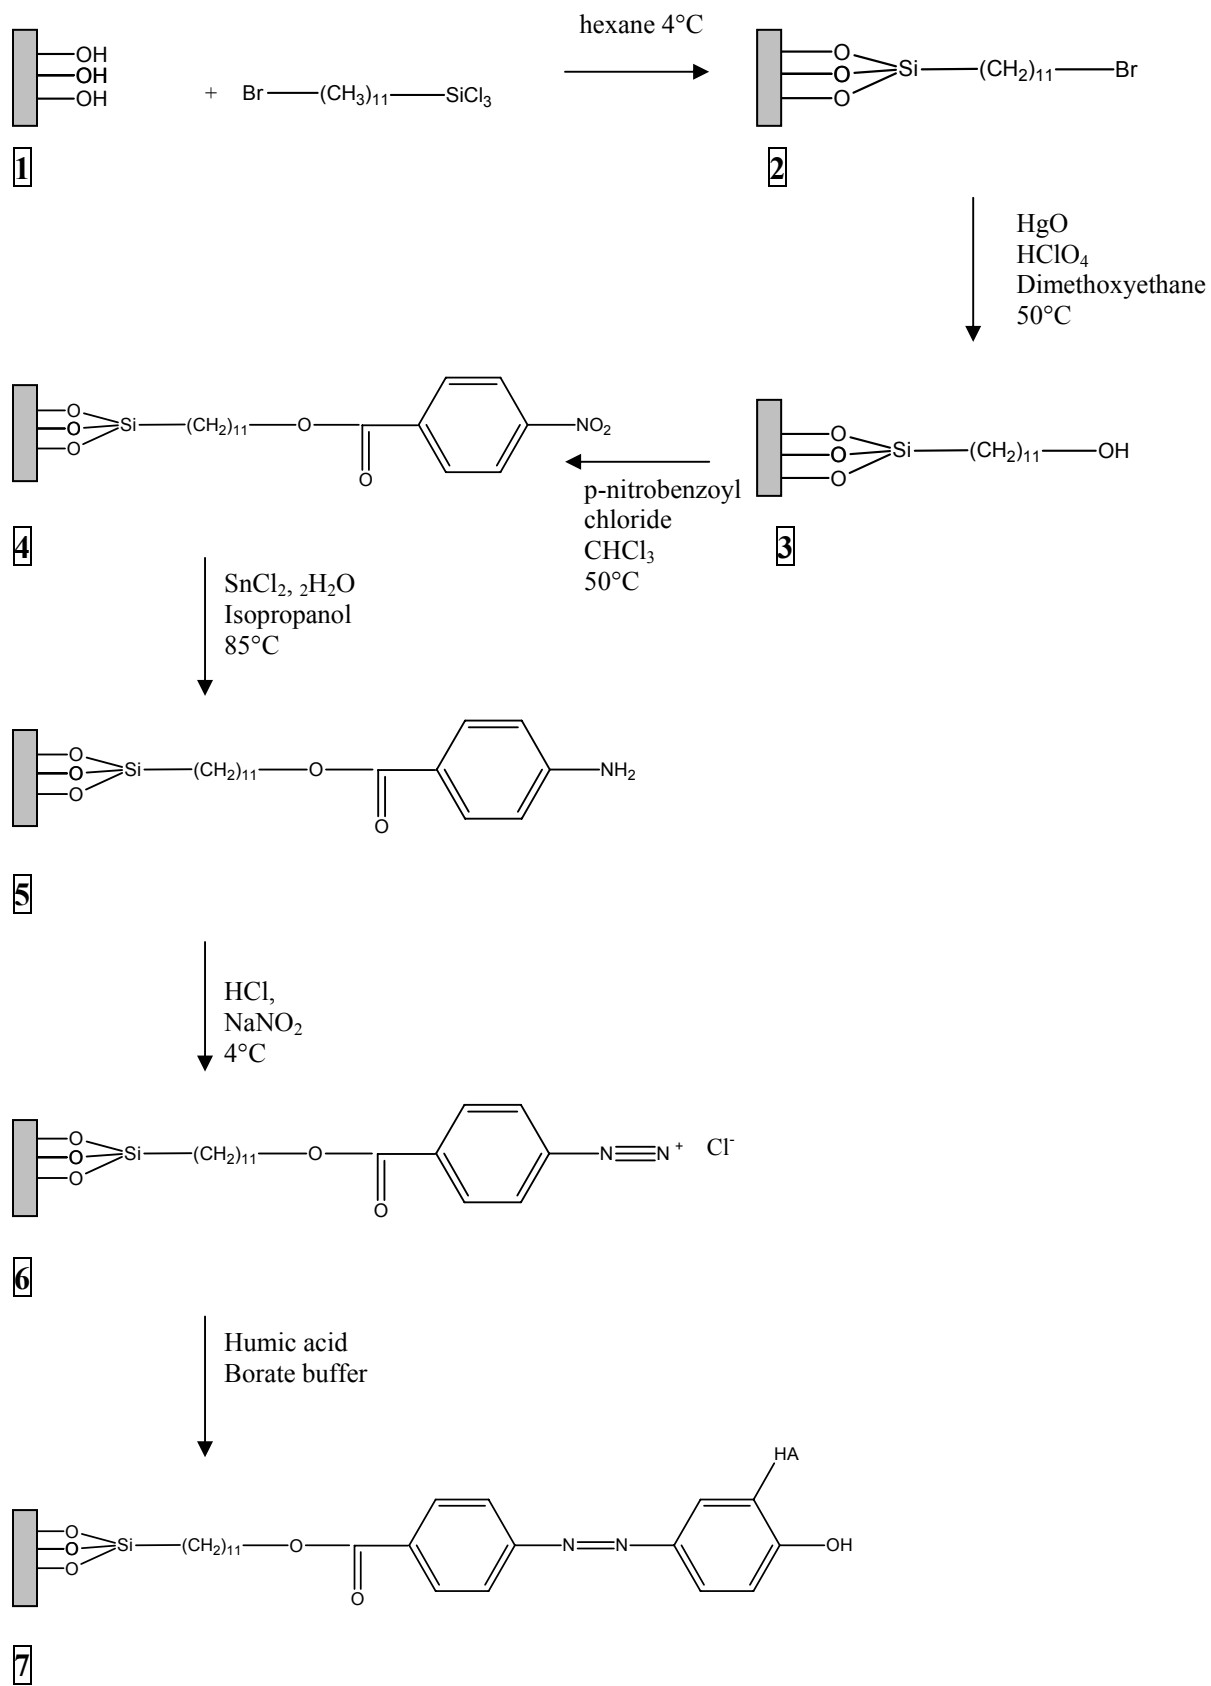 hexane 4°C
OH
OH
OH
+ Br (CH₃)₁₁ SiCl₃
O
O Si (CH₂)₁₁ Br
O
1
2
HgO
HClO₄
Dimethoxyethane
50°C
O
O Si (CH₂)₁₁ O NO₂
O
O
O
O Si (CH₂)₁₁ OH
O
p-nitrobenzoyl
chloride
CHCl₃
50°C
4
3
SnCl₂, ₂H₂O
Isopropanol
85°C
O
O Si (CH₂)₁₁ O NH₂
O
O
5
HCl,
NaNO₂
4°C
O
O Si (CH₂)₁₁ O N N⁺ Cl⁻
O
O
6
Humic acid
Borate buffer
HA
O
O Si (CH₂)₁₁ O N N OH
O
O
7